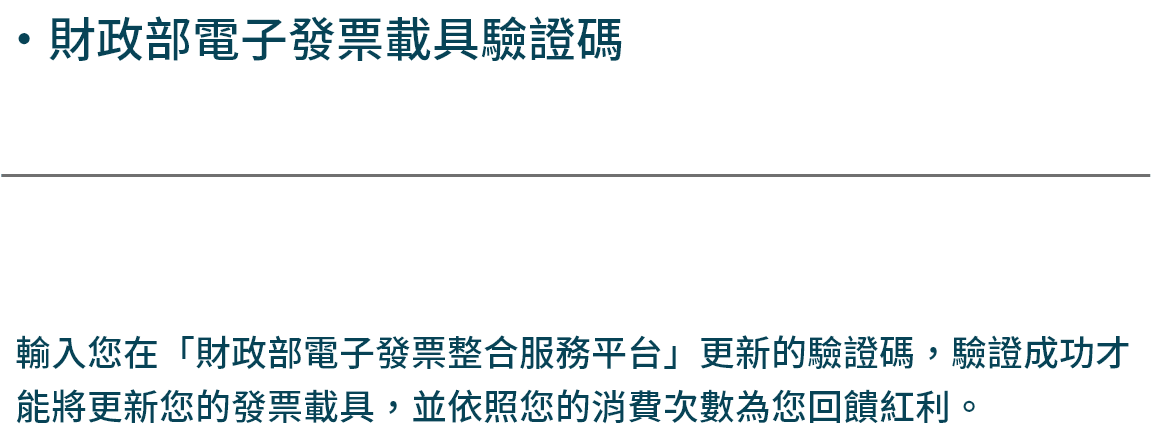 • 財政部電子發票載具驗證碼
輸入您在「財政部電子發票整合服務平台」更新的驗證碼，驗證成功才
能將更新您的發票載具，並依照您的消費次數為您回饋紅利。